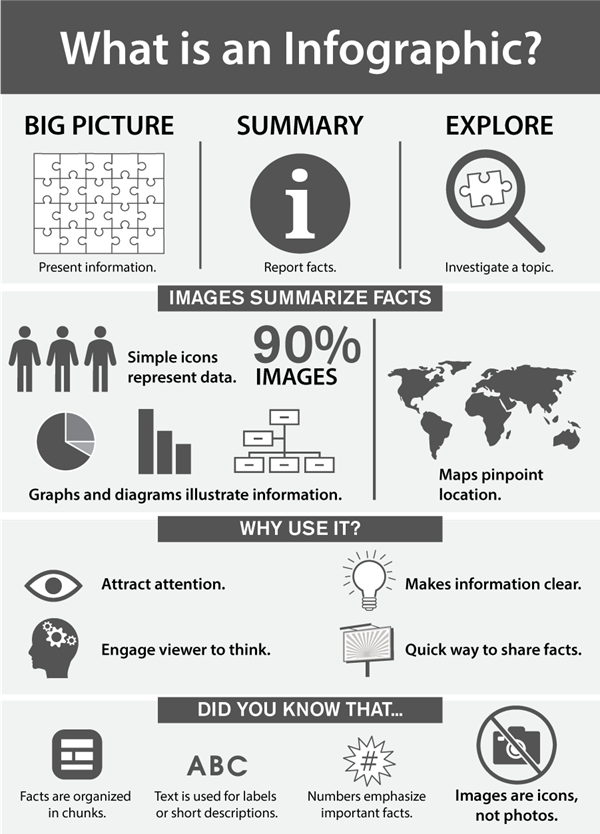 What is an Infographic?
BIG PICTURE
SUMMARY
EXPLORE
i
Present information.
Report facts.
Investigate a topic.
IMAGES SUMMARIZE FACTS
Simple icons
represent data.
90%
IMAGES
Graphs and diagrams illustrate information.
Maps pinpoint
location.
WHY USE IT?
Attract attention.
Makes information clear.
Engage viewer to think.
Quick way to share facts.
DID YOU KNOW THAT...
Facts are organized
in chunks.
ABC
Text is used for labels
or short descriptions.
#
Numbers emphasize
important facts.
Images are icons,
not photos.